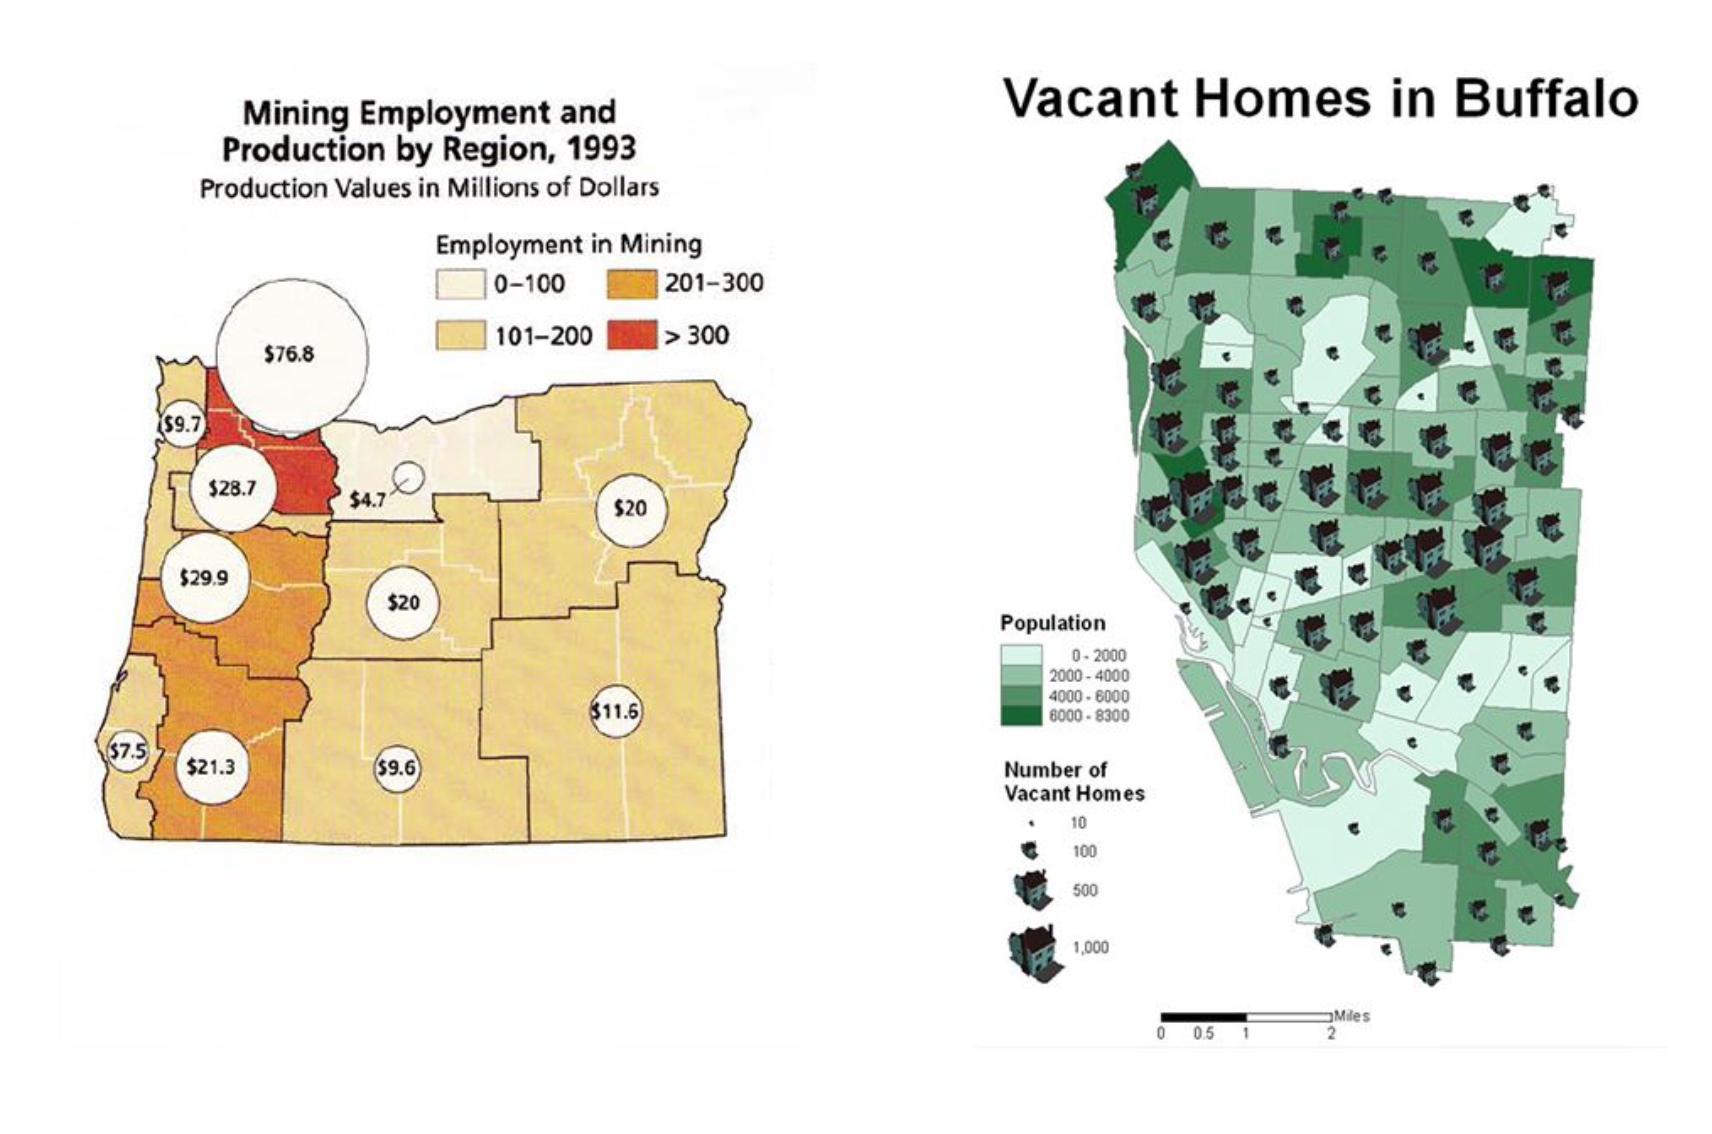 Mining Employment and
Production by Region, 1993
Production Values in Millions of Dollars
Employment in Mining
0–100
201–300
101–200
> 300
$76.8
$9.7
$28.7
$4.7
$20
$29.9
$20
$11.6
$7.5
$21.3
$9.6
Vacant Homes in Buffalo
Population
0 - 2000
2000 - 4000
4000 - 6000
6000 - 8300
Number of
Vacant Homes
10
100
500
1,000
Miles
0 0.5 1 2